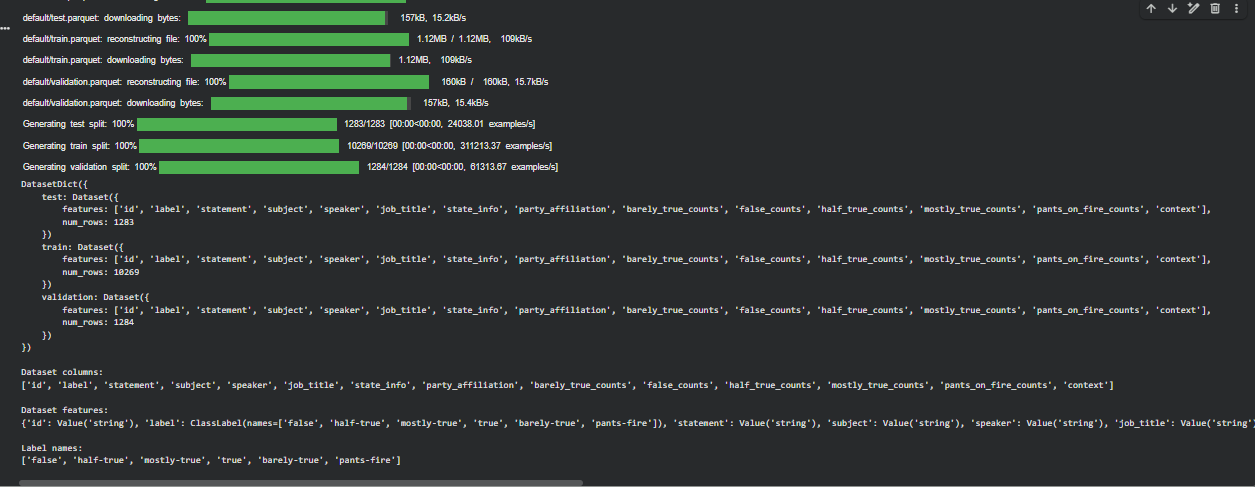 default/test.parquet: downloading bytes: 157kB, 15.2kB/s
default/train.parquet: reconstructing file: 100% 1.12MB / 1.12MB, 109kB/s
default/train.parquet: downloading bytes: 1.12MB, 109kB/s
default/validation.parquet: reconstructing file: 100% 160kB / 160kB, 15.7kB/s
default/validation.parquet: downloading bytes: 157kB, 15.4kB/s
Generating test split: 100% 1283/1283 [00:00<00:00, 24038.01 examples/s]
Generating train split: 100% 10269/10269 [00:00<00:00, 311213.37 examples/s]
Generating validation split: 100% 1284/1284 [00:00<00:00, 61313.67 examples/s]
DatasetDict({
    test: Dataset({
        features: ['id', 'label', 'statement', 'subject', 'speaker', 'job_title', 'state_info', 'party_affiliation', 'barely_true_counts', 'false_counts', 'half_true_counts', 'mostly_true_counts', 'pants_on_fire_counts', 'context'],
        num_rows: 1283
    })
    train: Dataset({
        features: ['id', 'label', 'statement', 'subject', 'speaker', 'job_title', 'state_info', 'party_affiliation', 'barely_true_counts', 'false_counts', 'half_true_counts', 'mostly_true_counts', 'pants_on_fire_counts', 'context'],
        num_rows: 10269
    })
    validation: Dataset({
        features: ['id', 'label', 'statement', 'subject', 'speaker', 'job_title', 'state_info', 'party_affiliation', 'barely_true_counts', 'false_counts', 'half_true_counts', 'mostly_true_counts', 'pants_on_fire_counts', 'context'],
        num_rows: 1284
    })
})
Dataset columns:
['id', 'label', 'statement', 'subject', 'speaker', 'job_title', 'state_info', 'party_affiliation', 'barely_true_counts', 'false_counts', 'half_true_counts', 'mostly_true_counts', 'pants_on_fire_counts', 'context']
Dataset features:
{'id': Value('string'), 'label': ClassLabel(names=['false', 'half-true', 'mostly-true', 'true', 'barely-true', 'pants-fire']), 'statement': Value('string'), 'subject': Value('string'), 'speaker': Value('string'), 'job_title': Value('string')
Label names:
['false', 'half-true', 'mostly-true', 'true', 'barely-true', 'pants-fire']